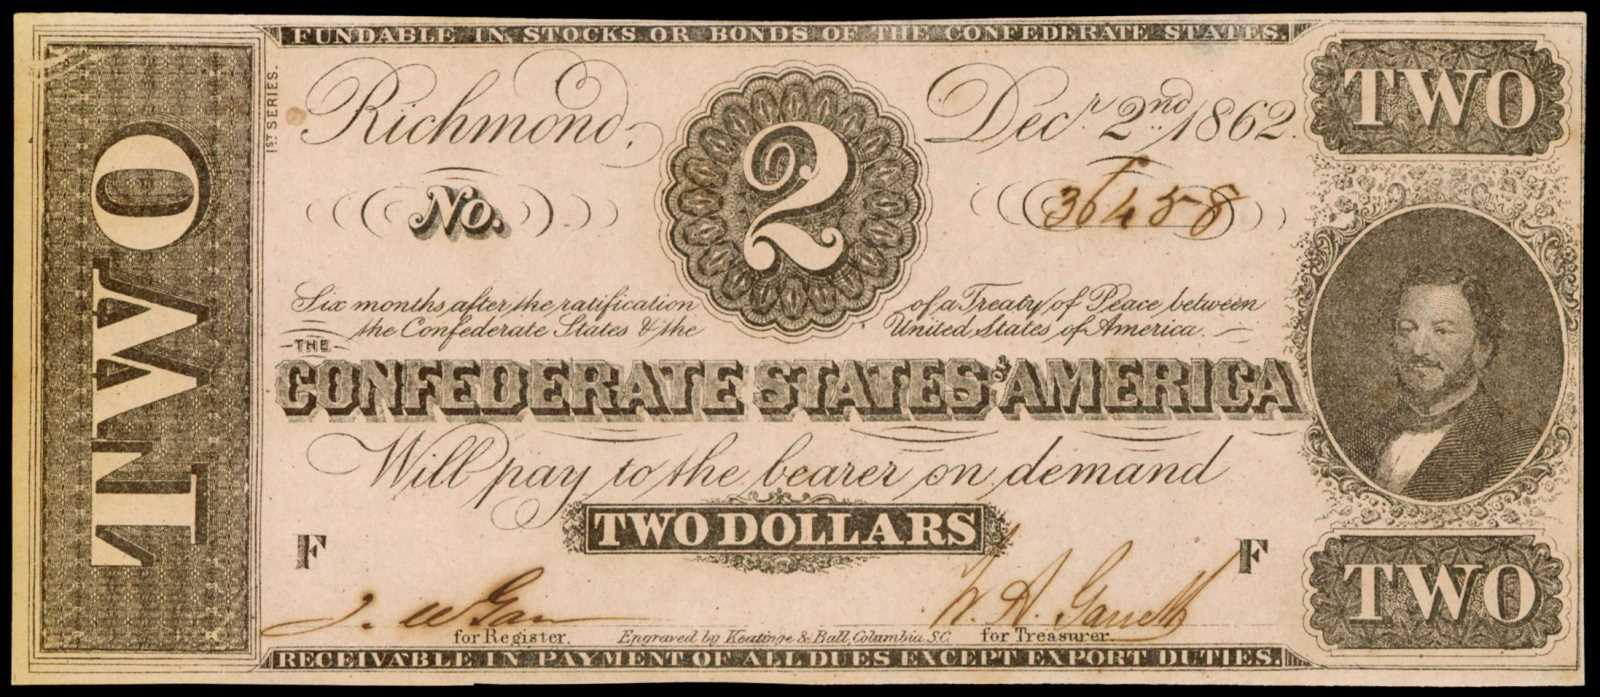 FUNDABLE IN STOCKS OR BONDS OF THE CONFEDERATE STATES.
TWO
1ST SERIES.
Richmond, Decr. 2nd 1862.
TWO
2
No. 36458
Six months after the ratification of a Treaty of Peace between
the Confederate States & the United States of America.
THE
CONFEDERATE STATES OF AMERICA
Will pay to the bearer on demand
TWO DOLLARS
F F
TWO
W. A. Garrett
for Register. Engraved by Keatinge & Ball, Columbia, S.C. for Treasurer.
RECEIVABLE IN PAYMENT OF ALL DUES EXCEPT EXPORT DUTIES.